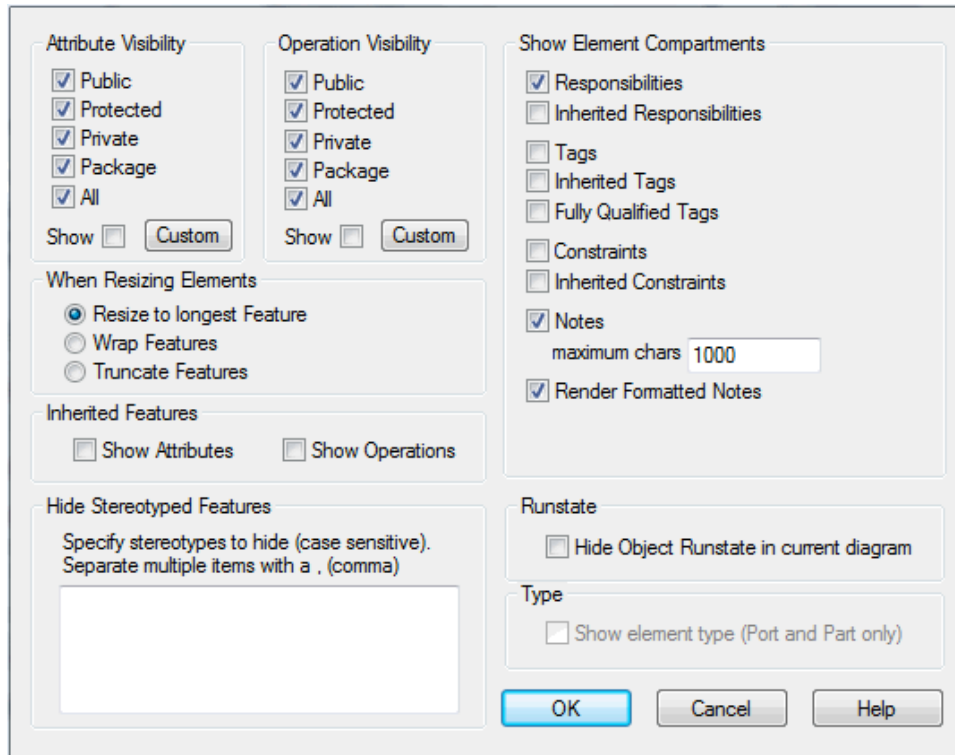 Attribute Visibility
Public
Protected
Private
Package
All
Show Custom
Operation Visibility
Public
Protected
Private
Package
All
Show Custom
When Resizing Elements
Resize to longest Feature
Wrap Features
Truncate Features
Inherited Features
Show Attributes Show Operations
Hide Stereotyped Features
Specify stereotypes to hide (case sensitive).
Separate multiple items with a , (comma)
Show Element Compartments
Responsibilities
Inherited Responsibilities
Tags
Inherited Tags
Fully Qualified Tags
Constraints
Inherited Constraints
Notes
maximum chars 1000
Render Formatted Notes
Runstate
Hide Object Runstate in current diagram
Type
Show element type (Port and Part only)
OK Cancel Help